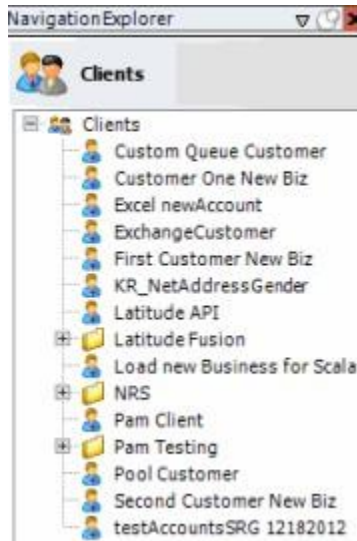 NavigationExplorer
Clients
Clients
Custom Queue Customer
Customer One New Biz
Excel newAccount
ExchangeCustomer
First Customer New Biz
KR_NetAddressGender
Latitude API
Latitude Fusion
Load new Business for Scala
NRS
Pam Client
Pam Testing
Pool Customer
Second Customer New Biz
testAccountsSRG 12182012